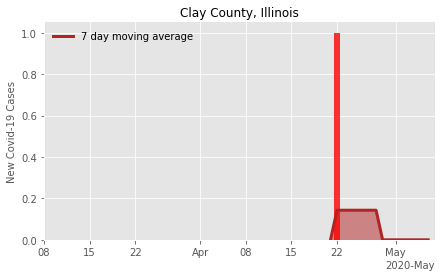 Clay County, Illinois
7 day moving average
New Covid-19 Cases
1.0
0.8
0.6
0.4
0.2
0.0
08 15 22 Apr 08 15 22 May
2020-May